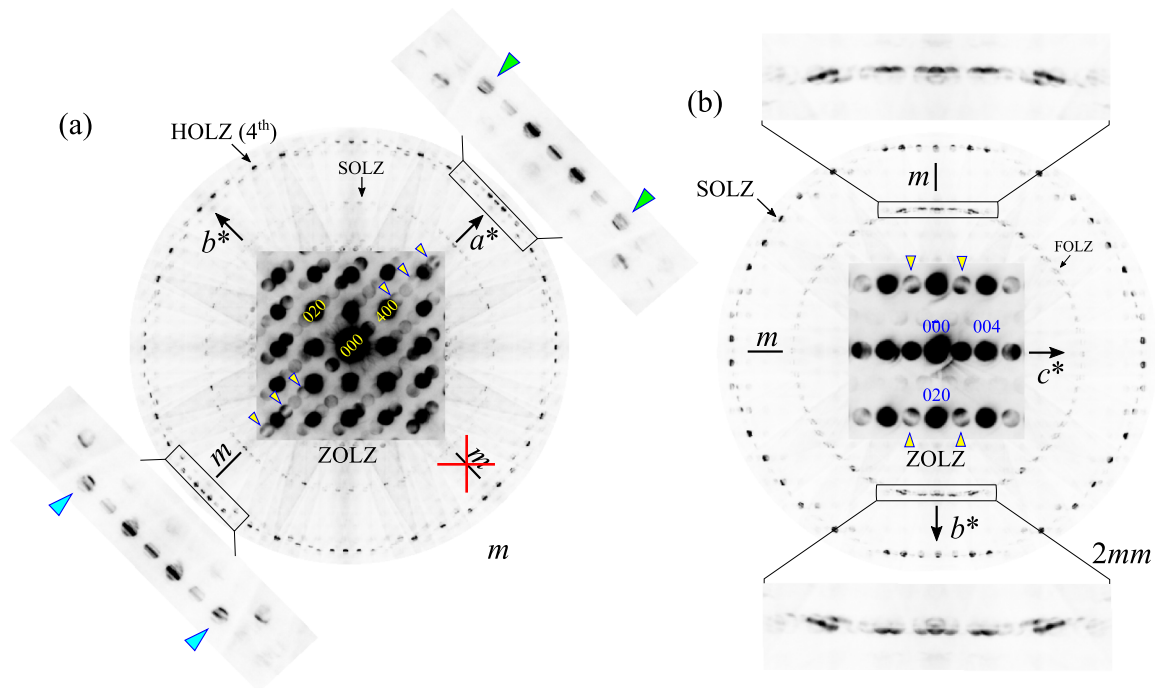 (a)
HOLZ (4th)
SOLZ
b*
a*
020
400
000
ZOLZ
m
m
m
(b)
m
SOLZ
FOLZ
000
004
m
c*
020
ZOLZ
b*
2mm